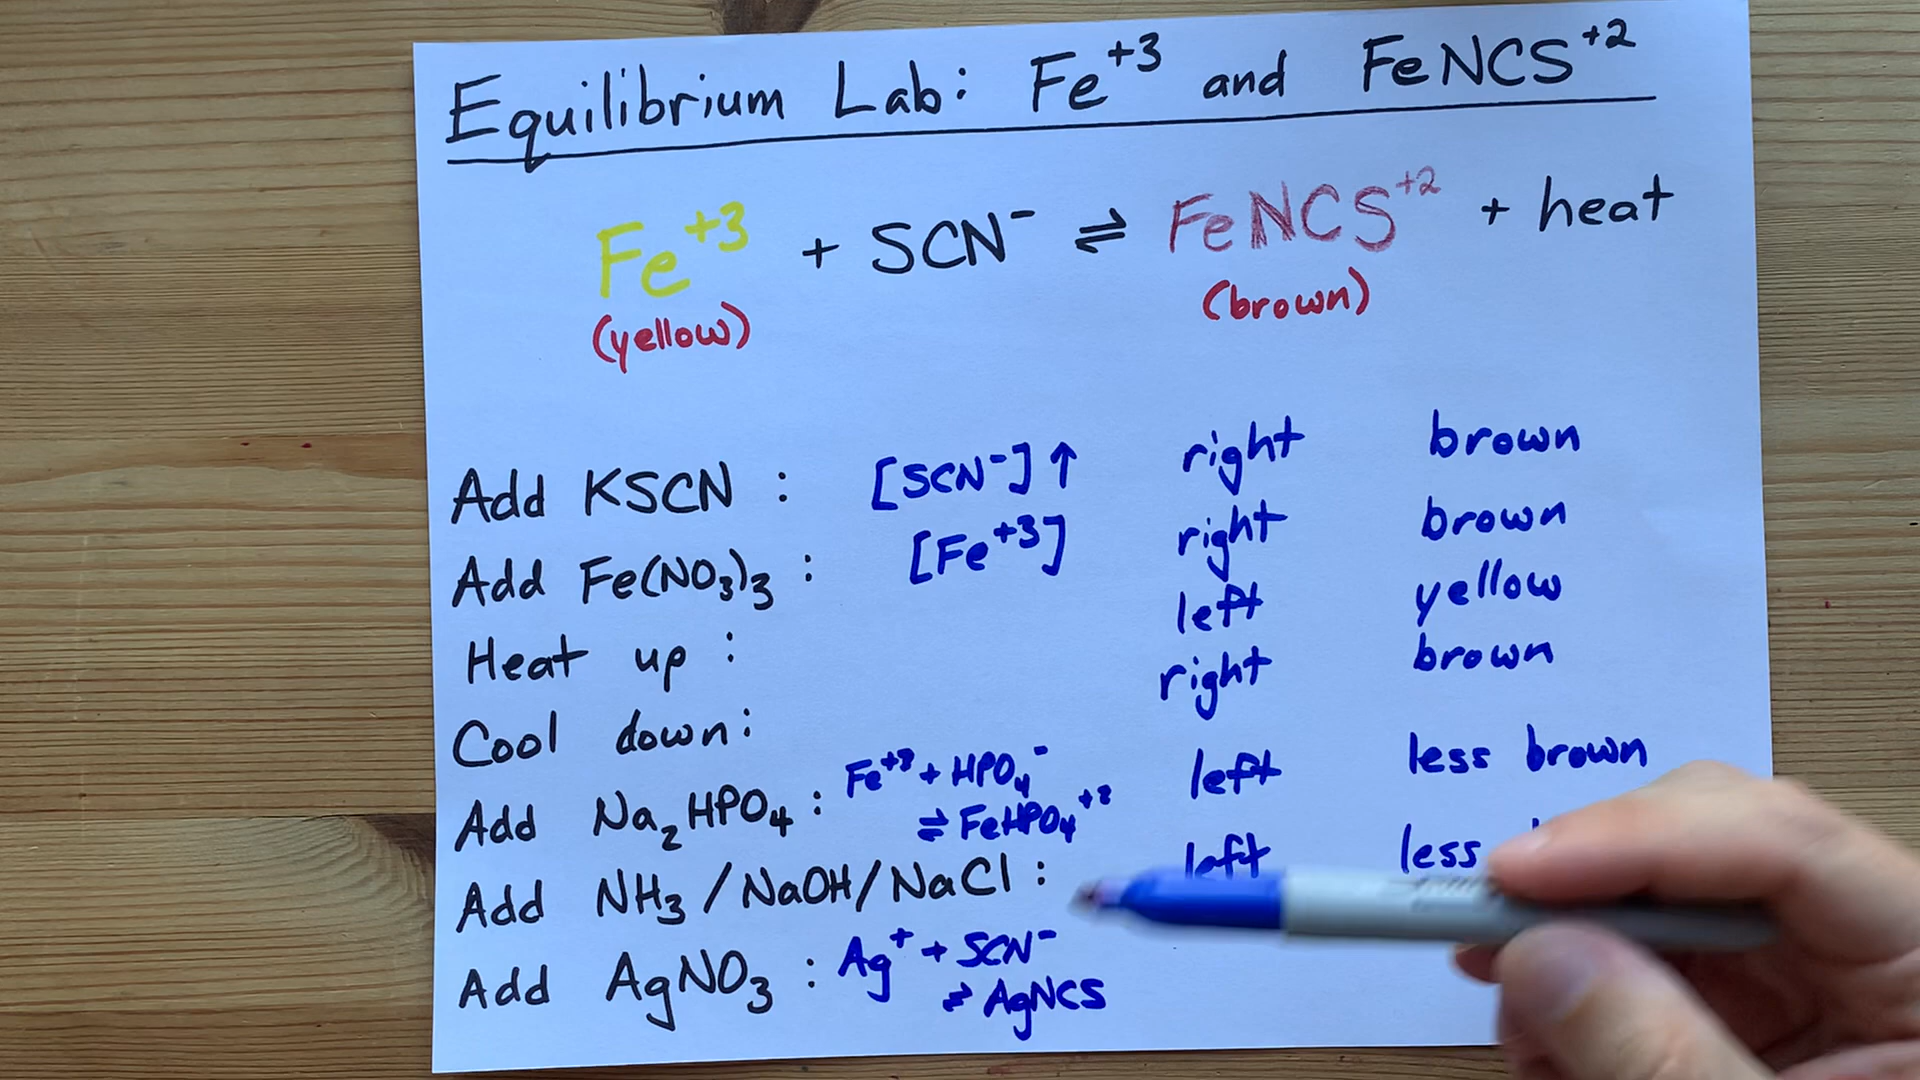 Equilibrium Lab: Fe+3 and FeNCS+2
Fe+3 + SCN- ⇌ FeNCS+2 + heat
(yellow) (brown)
Add KSCN : [SCN-]↑ right brown
Add Fe(NO3)3 : [Fe+3] right brown
Heat up : left yellow
Cool down: right brown
Add Na2HPO4 : Fe+3 + HPO4- left less brown
⇌ FeHPO4
Add NH3 / NaOH / NaCl : left less
Add AgNO3 : Ag+ + SCN-
⇌ AgNCS